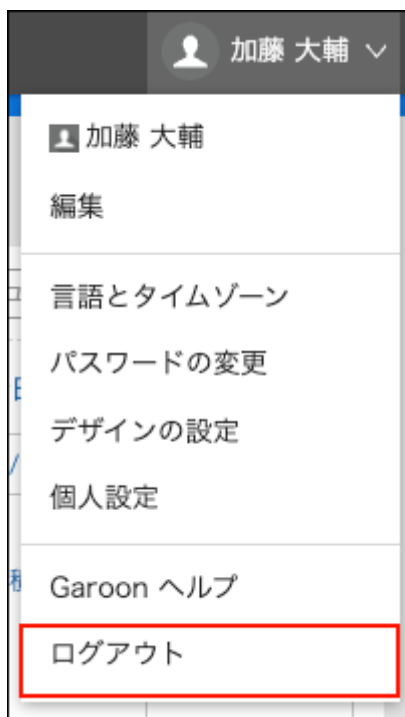 加藤 大輔
加藤 大輔
編集
言語とタイムゾーン
パスワードの変更
デザインの設定
個人設定
Garoon ヘルプ
ログアウト